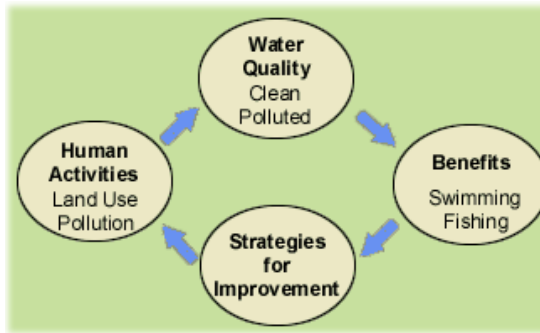 Water
Quality
Clean
Polluted
Benefits
Swimming
Fishing
Strategies
for
Improvement
Human
Activities
Land Use
Pollution